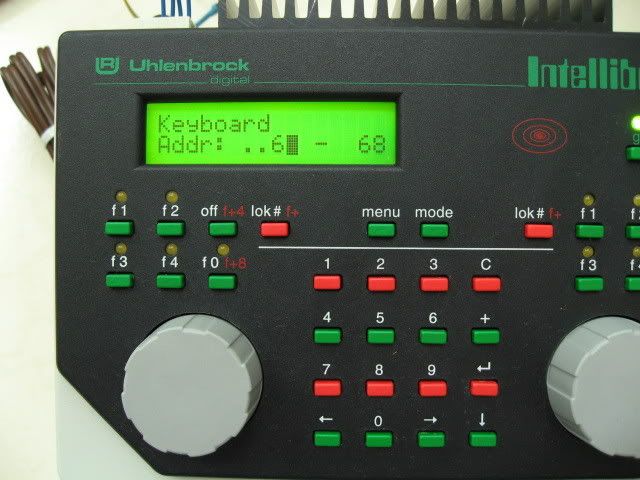 Uhlenbrock
digital
Intellibo
Keyboard
Addr: ..6 - 68
f1 f2 off f+4 lok# f+ menu mode lok# f+ f1
f3 f4 f0 f+8 1 2 3 C f3
4 5 6 +
7 8 9 ↵
← 0 → ↓